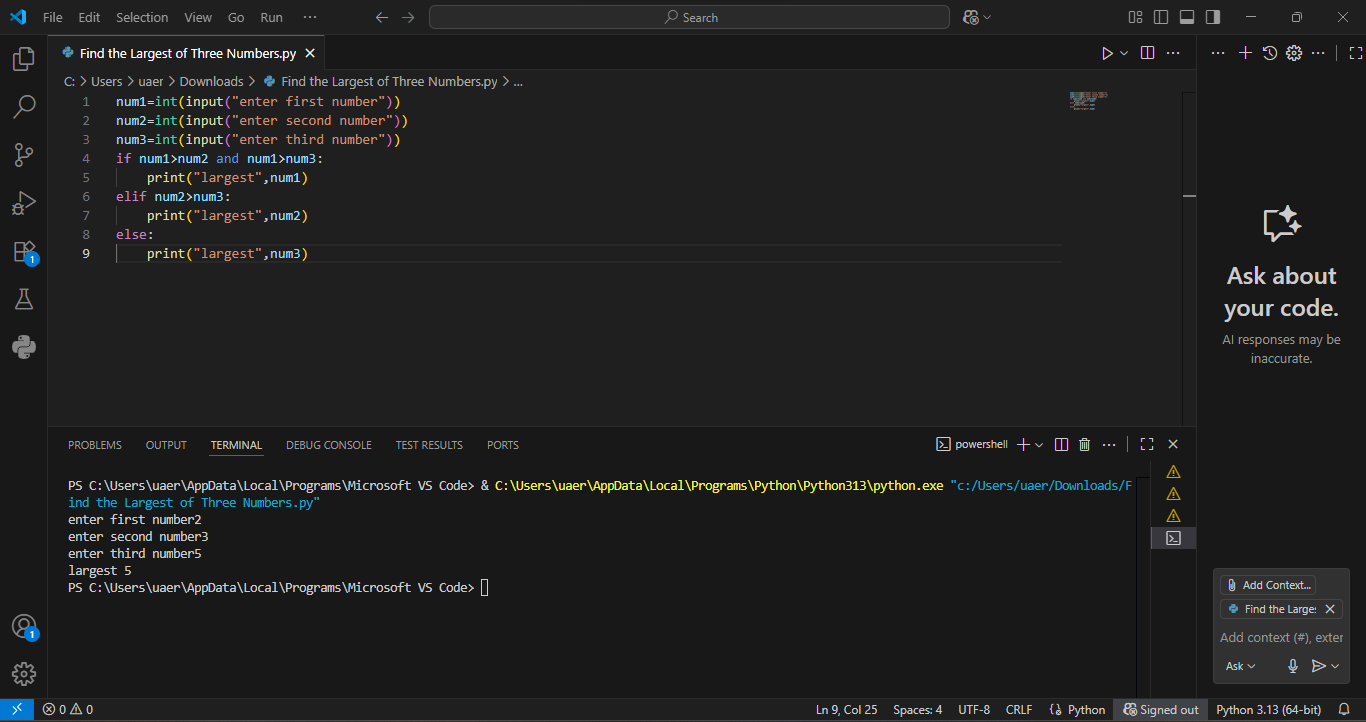 File Edit Selection View Go Run ···
Search
Find the Largest of Three Numbers.py
C: > Users > uaer > Downloads > Find the Largest of Three Numbers.py > ...
1 num1=int(input("enter first number"))
2 num2=int(input("enter second number"))
3 num3=int(input("enter third number"))
4 if num1>num2 and num1>num3:
5 print("largest",num1)
6 elif num2>num3:
7 print("largest",num2)
8 else:
9 print("largest",num3)
1
Ask about
your code.
AI responses may be
inaccurate.
PROBLEMS OUTPUT TERMINAL DEBUG CONSOLE TEST RESULTS PORTS
powershell
PS C:\Users\uaer\AppData\Local\Programs\Microsoft VS Code> & C:\Users\uaer\AppData\Local\Programs\Python\Python313\python.exe "c:/Users/uaer/Downloads/F
ind the Largest of Three Numbers.py"
enter first number2
enter second number3
enter third number5
largest 5
PS C:\Users\uaer\AppData\Local\Programs\Microsoft VS Code>
Add Context...
Find the Large
Add context (#), exter
Ask
1
0 0
Ln 9, Col 25 Spaces: 4 UTF-8 CRLF Python Signed out Python 3.13 (64-bit)